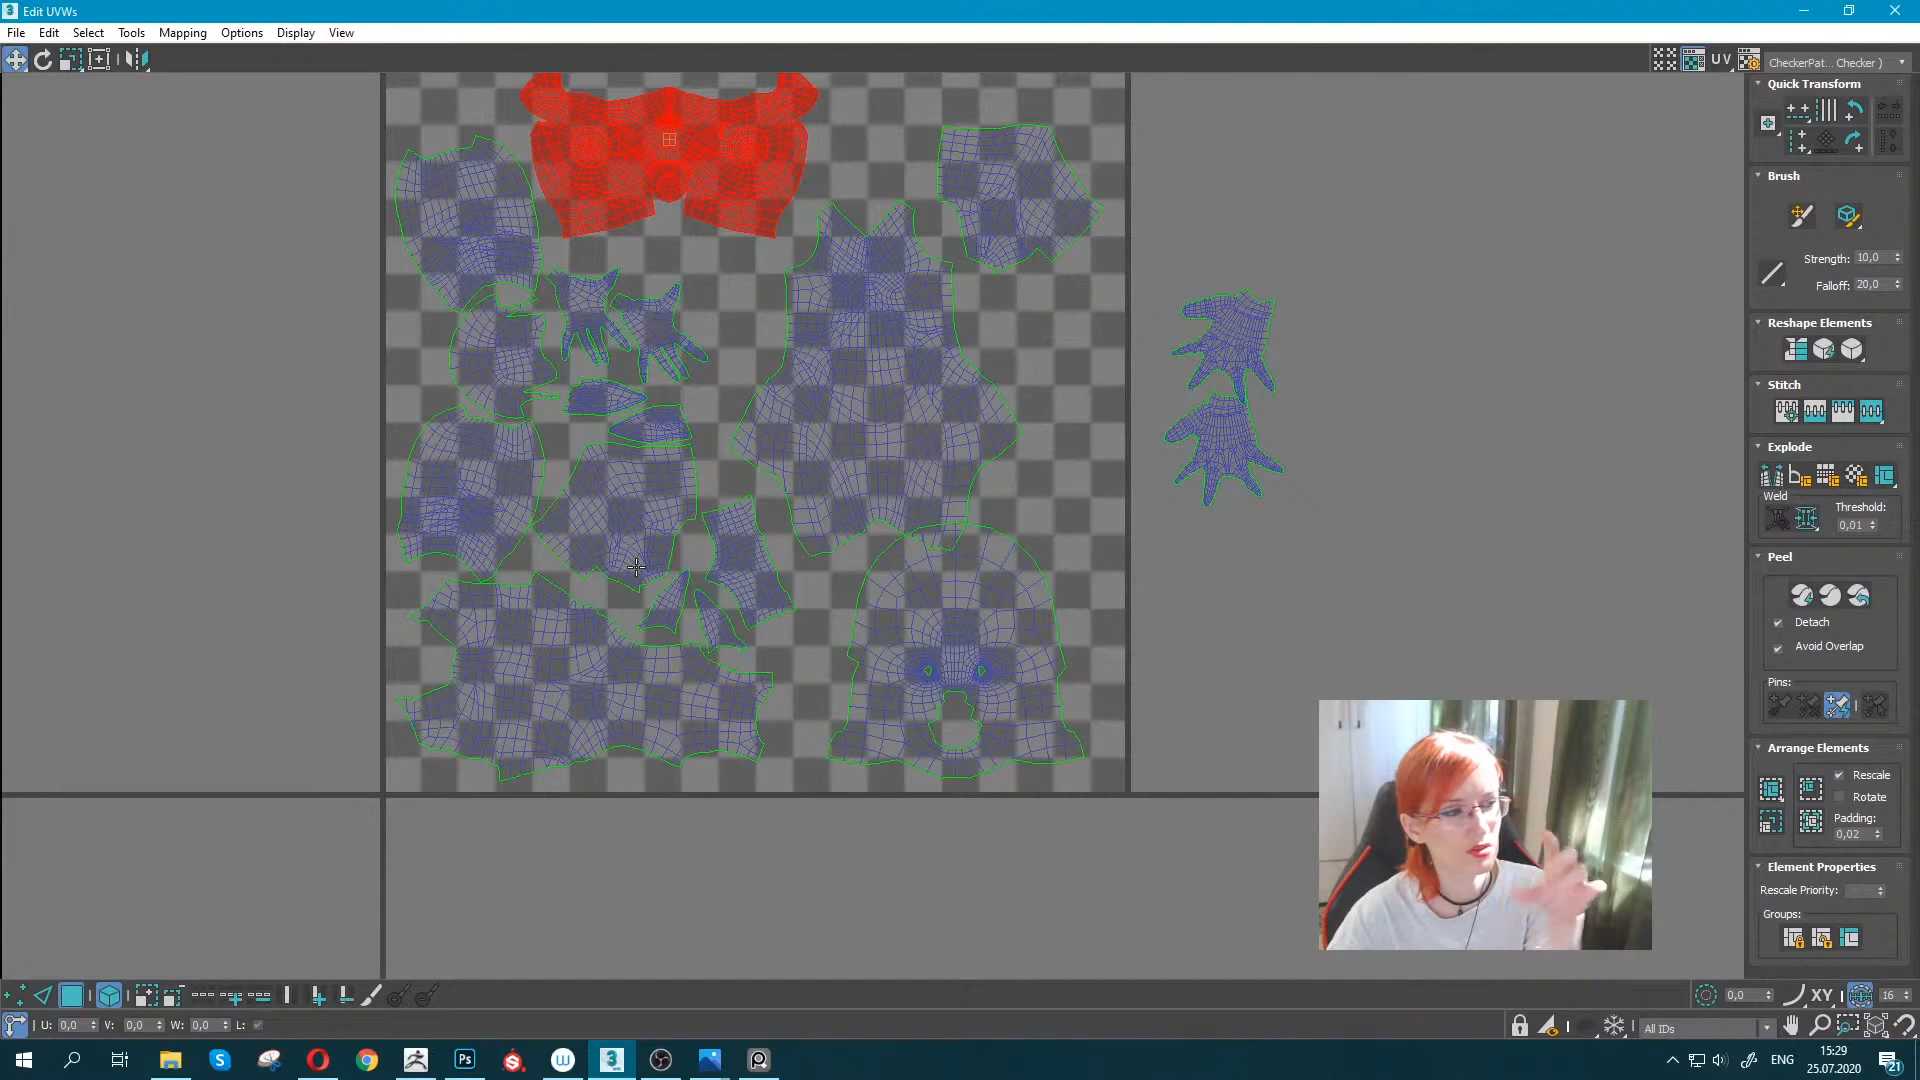 Edit UVWs
File Edit Select Tools Mapping Options Display View
UV CheckerPat... Checker )
Quick Transform
Brush
Strength: 10,0
Falloff: 20,0
Reshape Elements
Stitch
Explode
Weld
Threshold:
0,01
Peel
Detach
Avoid Overlap
Pins:
Arrange Elements
Rescale
Rotate
Padding:
0,02
Element Properties
Rescale Priority:
Groups:
0,0 XY 16
U: 0,0 V: 0,0 W: 0,0 L: All IDs
ENG 15:29
25.07.2020 21